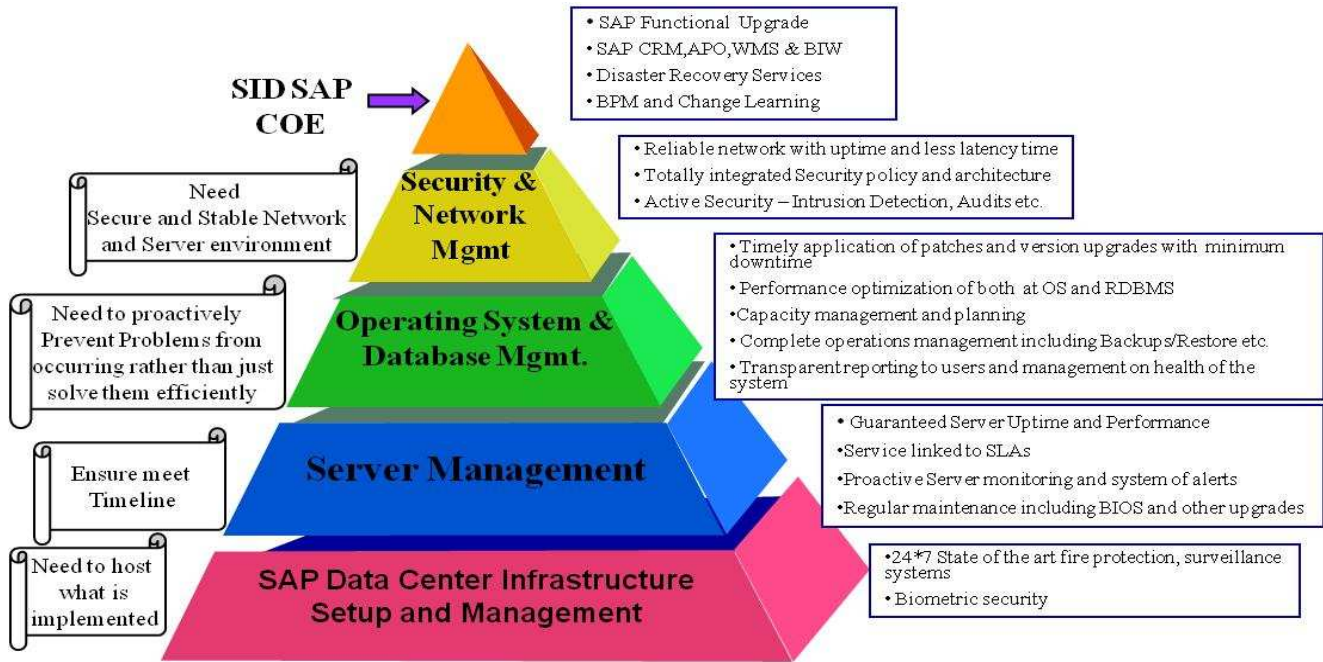 • SAP Functional Upgrade
• SAP CRM,APO,WMS & BIW
• Disaster Recovery Services
• BPM and Change Learning
SID SAP
COE
• Reliable network with uptime and less latency time
• Totally integrated Security policy and architecture
• Active Security – Intrusion Detection, Audits etc.
Security &
Network
Mgmt
Need
Secure and Stable Network
and Server environment
• Timely application of patches and version upgrades with minimum
downtime
• Performance optimization of both at OS and RDBMS
•Capacity management and planning
• Complete operations management including Backups/Restore etc.
• Transparent reporting to users and management on health of the
system
Operating System &
Database Mgmt.
Need to proactively
Prevent Problems from
occurring rather than just
solve them efficiently
• Guaranteed Server Uptime and Performance
•Service linked to SLAs
•Proactive Server monitoring and system of alerts
•Regular maintenance including BIOS and other upgrades
Server Management
Ensure meet
Timeline
•24*7 State of the art fire protection, surveillance
systems
• Biometric security
SAP Data Center Infrastructure
Setup and Management
Need to host
what is
implemented